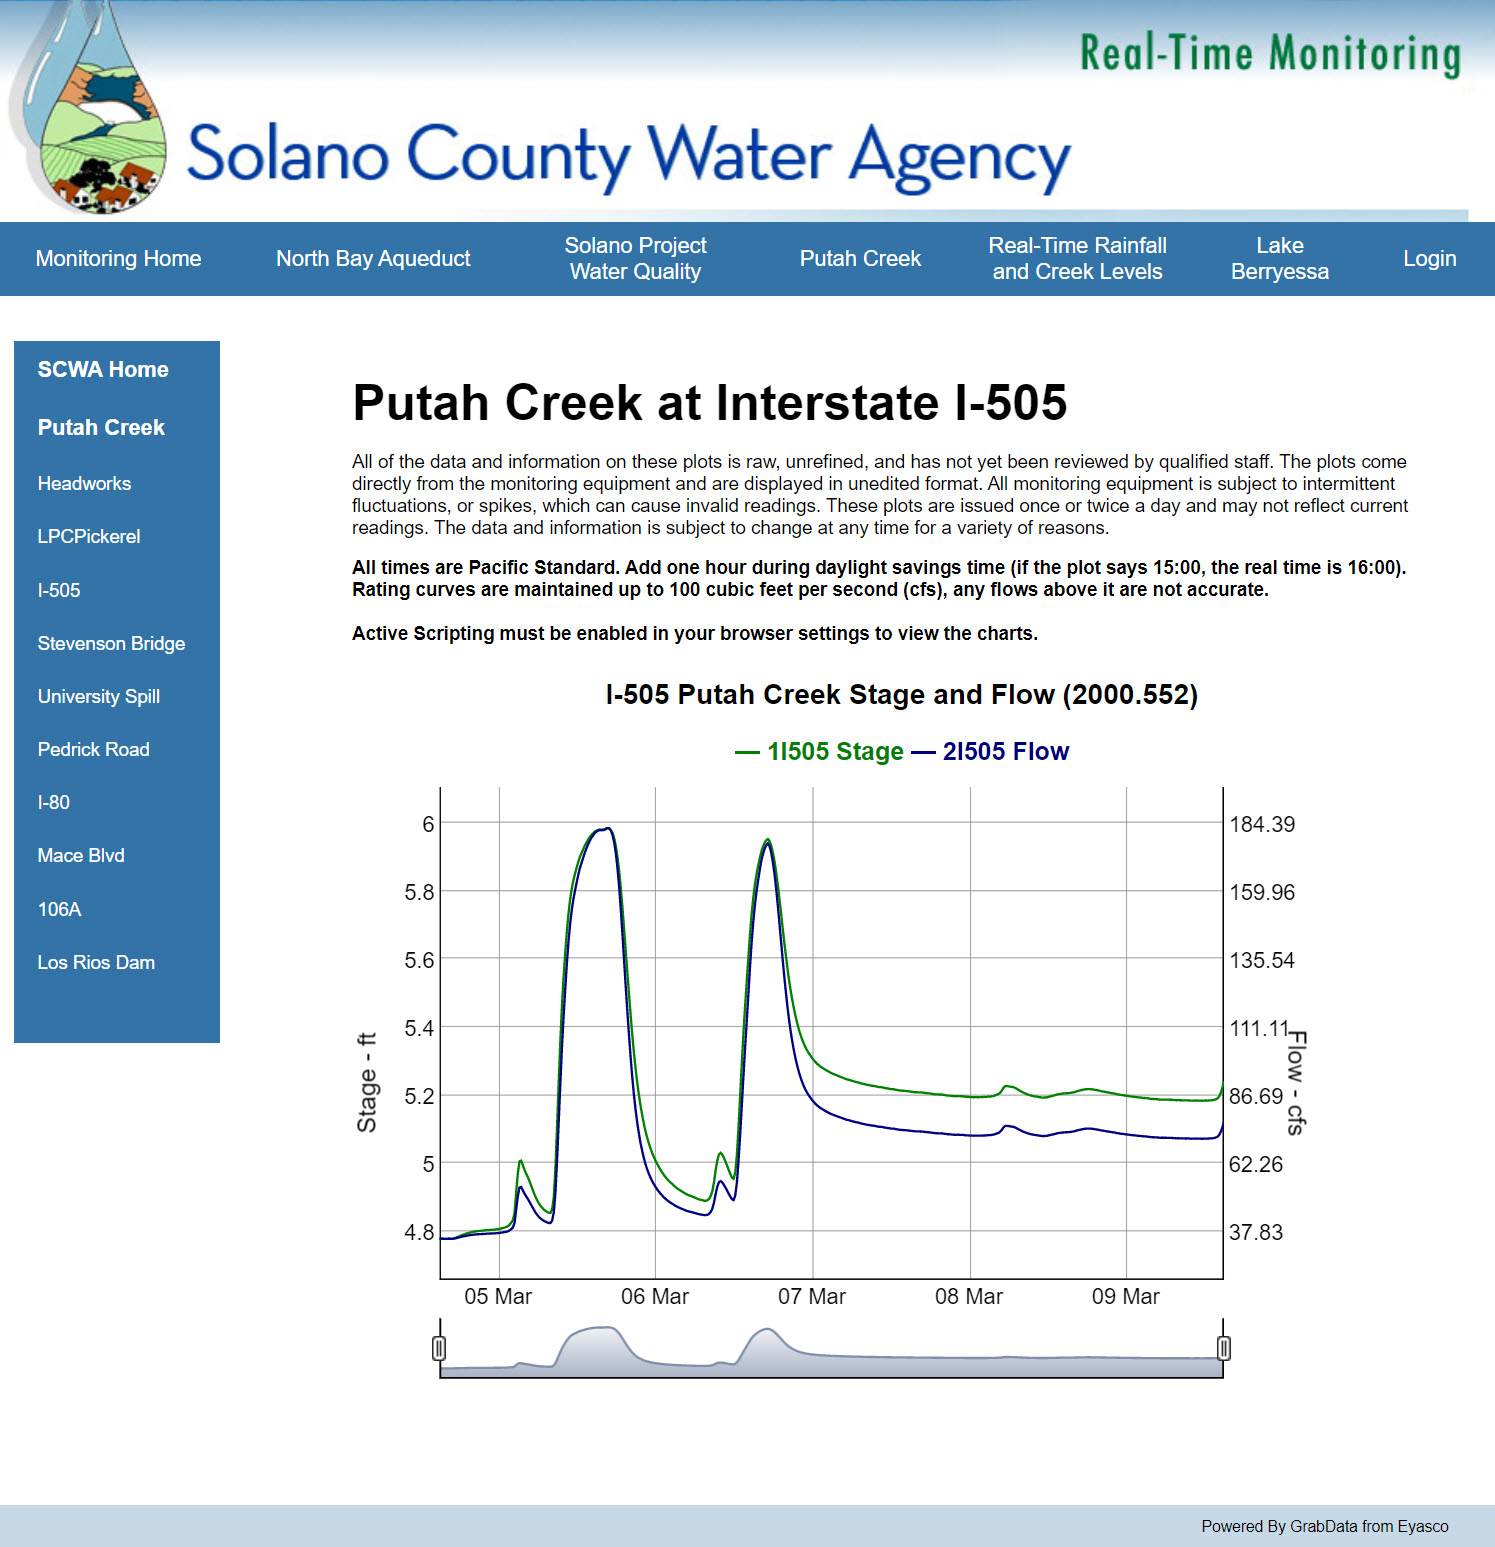 Real-Time Monitoring
Solano County Water Agency
Monitoring Home
North Bay Aqueduct
Solano Project
Water Quality
Putah Creek
Real-Time Rainfall
and Creek Levels
Lake
Berryessa
Login
SCWA Home
Putah Creek
Headworks
LPCPickerel
I-505
Stevenson Bridge
University Spill
Pedrick Road
I-80
Mace Blvd
106A
Los Rios Dam
Putah Creek at Interstate I-505
All of the data and information on these plots is raw, unrefined, and has not yet been reviewed by qualified staff. The plots come
directly from the monitoring equipment and are displayed in unedited format. All monitoring equipment is subject to intermittent
fluctuations, or spikes, which can cause invalid readings. These plots are issued once or twice a day and may not reflect current
readings. The data and information is subject to change at any time for a variety of reasons.
All times are Pacific Standard. Add one hour during daylight savings time (if the plot says 15:00, the real time is 16:00).
Rating curves are maintained up to 100 cubic feet per second (cfs), any flows above it are not accurate.
Active Scripting must be enabled in your browser settings to view the charts.
I-505 Putah Creek Stage and Flow (2000.552)
— 1I505 Stage — 2I505 Flow
6
5.8
5.6
5.4
5.2
5
4.8
Stage - ft
184.39
159.96
135.54
111.11
86.69
62.26
37.83
Flow - cfs
05 Mar
06 Mar
07 Mar
08 Mar
09 Mar
Powered By GrabData from Eyasco